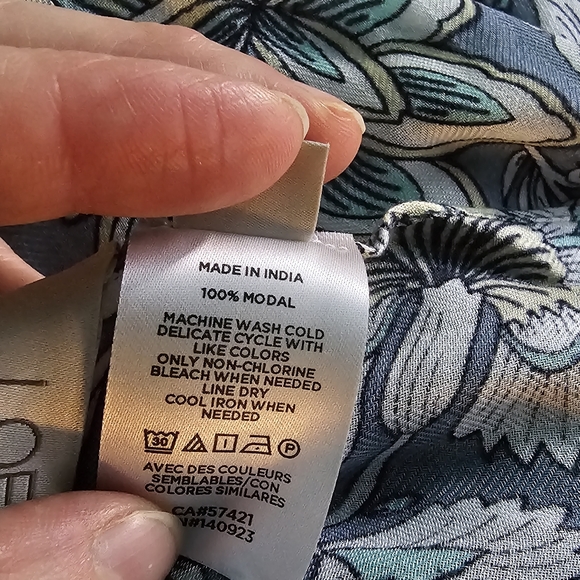 MADE IN INDIA
100% MODAL
MACHINE WASH COLD
DELICATE CYCLE WITH
LIKE COLORS
ONLY NON-CHLORINE
BLEACH WHEN NEEDED
LINE DRY
COOL IRON WHEN
NEEDED
30
P
AVEC DES COULEURS
SEMBLABLES/CON
COLORES SIMILARES
CA#57421
N#140923